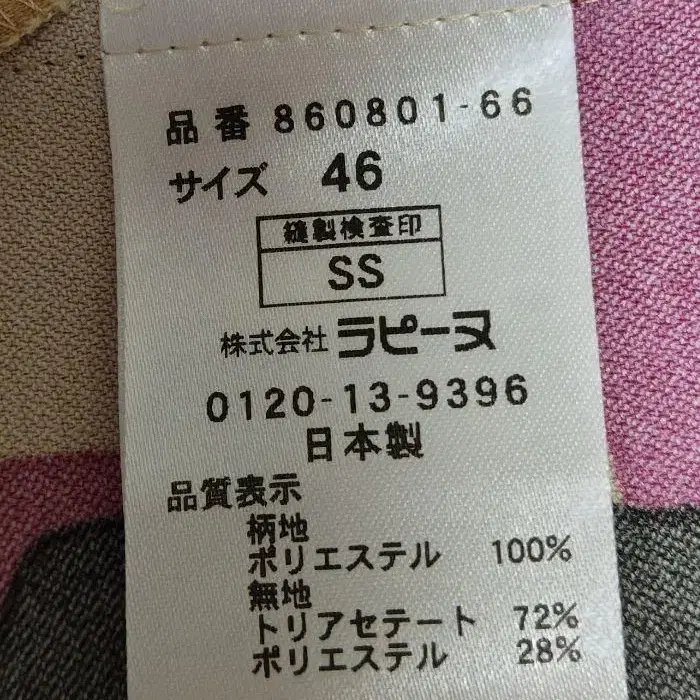 品番 860801-66
サイズ 46
縫製検査印
SS
株式会社 ラピーヌ
0120-13-9396
日本製
品質表示
柄地
ポリエステル 100%
無地
トリアセテート 72%
ポリエステル 28%